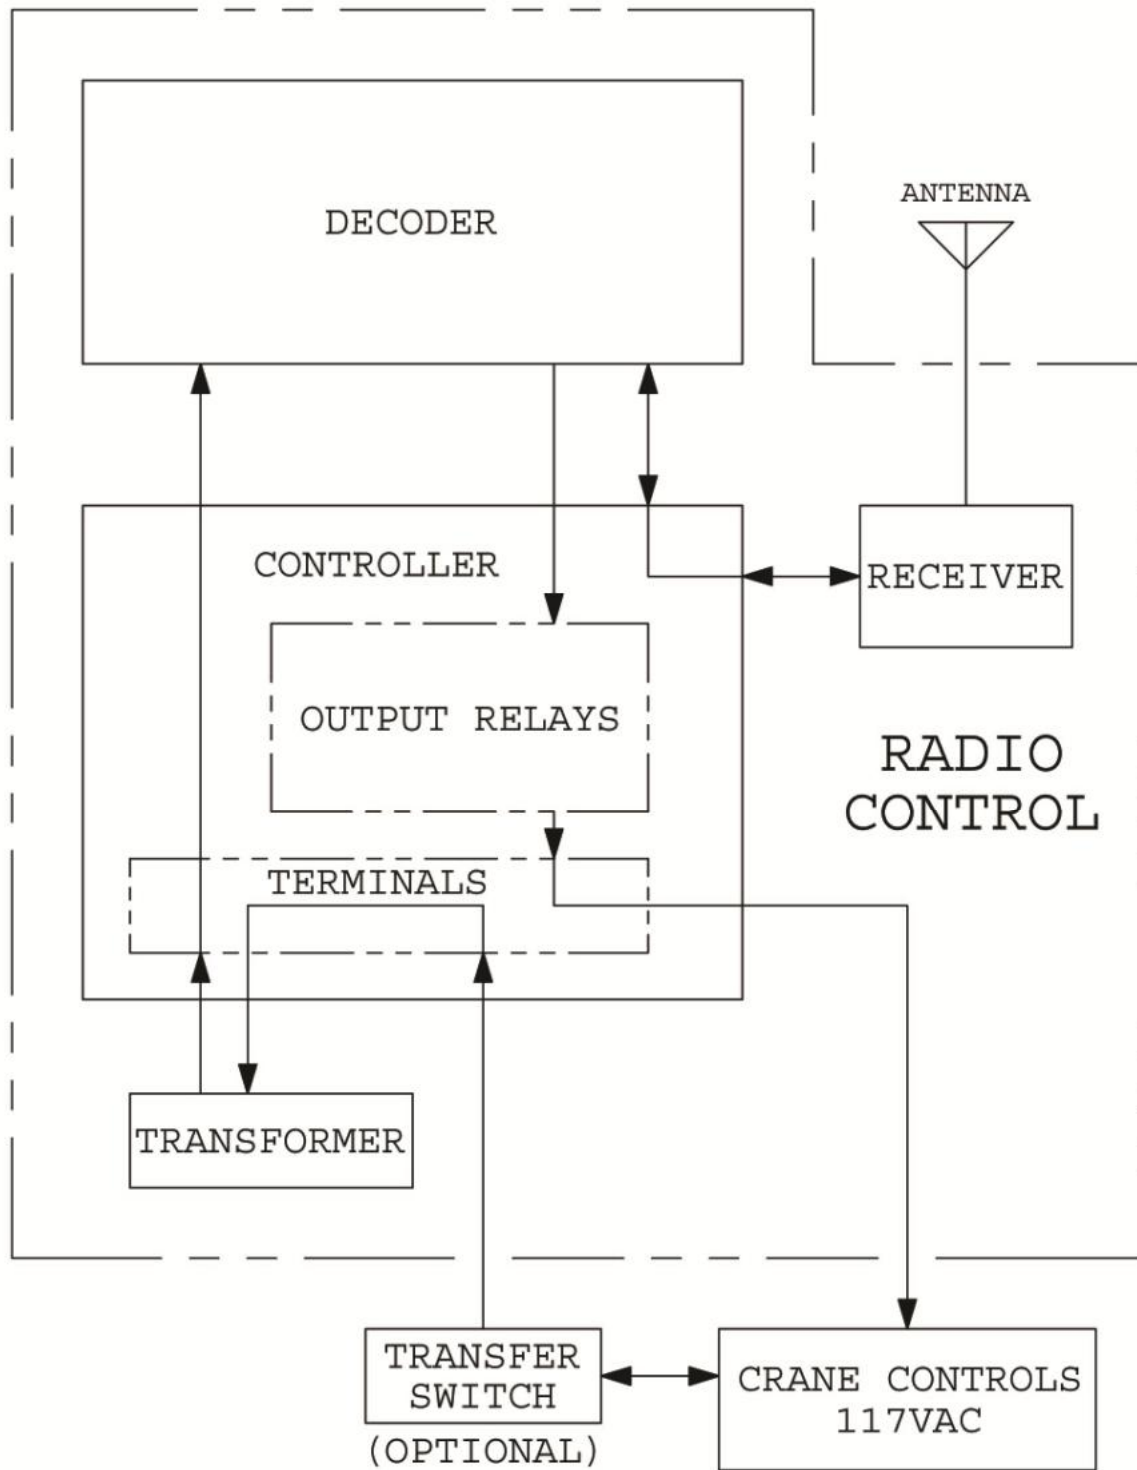 DECODER
ANTENNA
CONTROLLER
RECEIVER
OUTPUT RELAYS
RADIO
CONTROL
TERMINALS
TRANSFORMER
TRANSFER
SWITCH
(OPTIONAL)
CRANE CONTROLS
117VAC